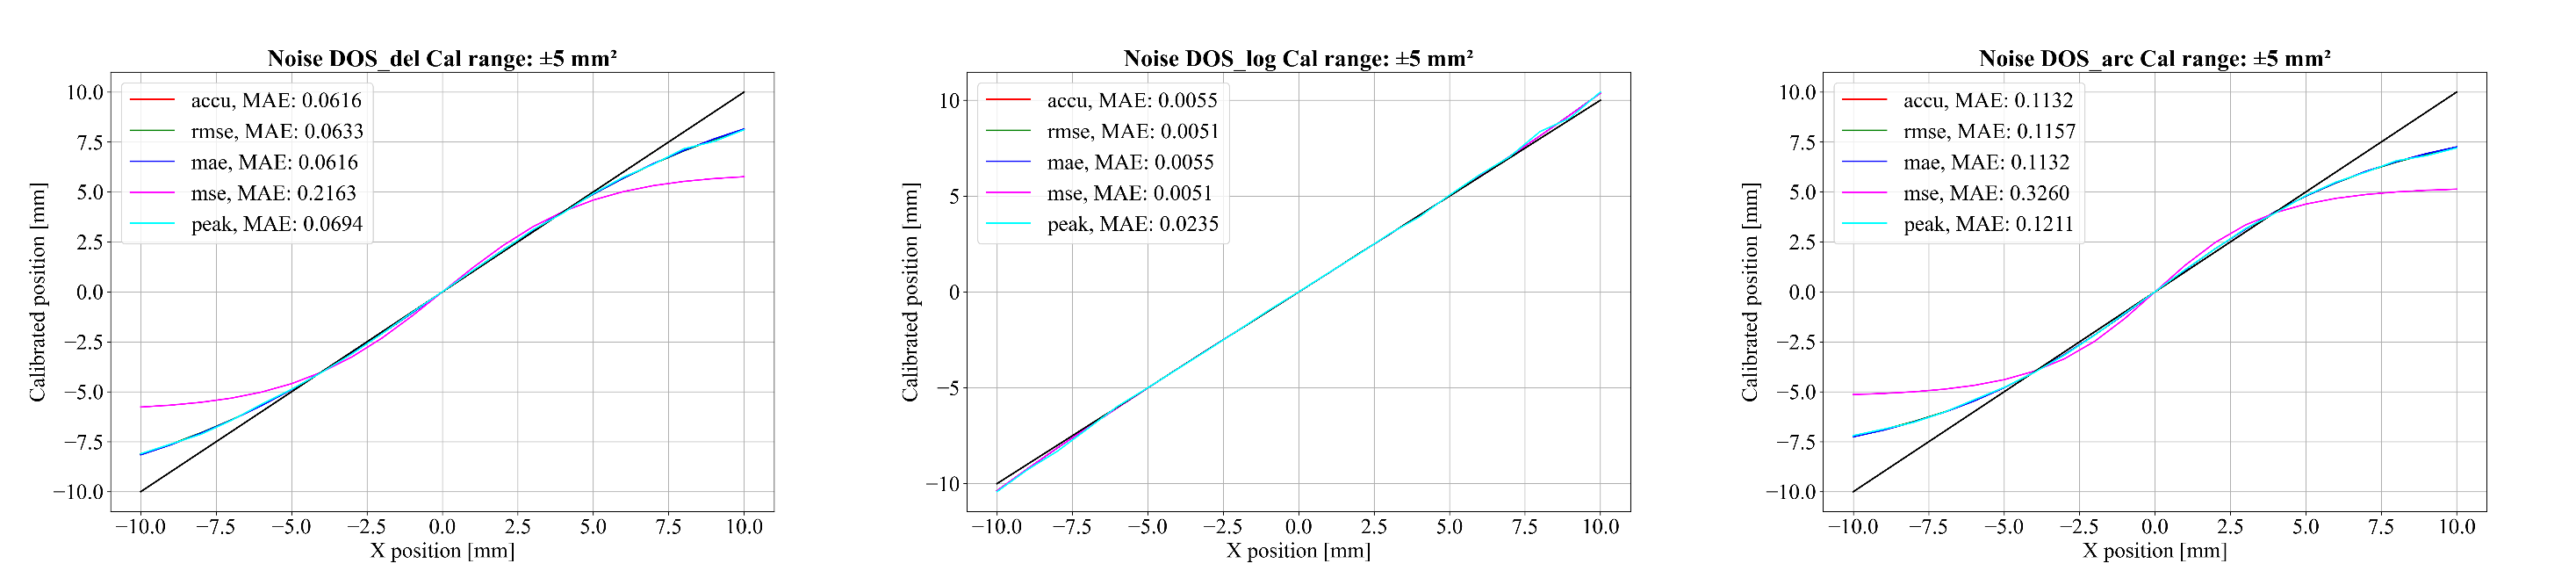 Noise DOS_del Cal range: ±5 mm²
accu, MAE: 0.0616
rmse, MAE: 0.0633
mae, MAE: 0.0616
mse, MAE: 0.2163
peak, MAE: 0.0694
10.0
7.5
5.0
2.5
0.0
−2.5
−5.0
−7.5
−10.0
Calibrated position [mm]
−10.0 −7.5 −5.0 −2.5 0.0 2.5 5.0 7.5 10.0
X position [mm]
Noise DOS_log Cal range: ±5 mm²
accu, MAE: 0.0055
rmse, MAE: 0.0051
mae, MAE: 0.0055
mse, MAE: 0.0051
peak, MAE: 0.0235
10
5
0
−5
−10
Calibrated position [mm]
−10.0 −7.5 −5.0 −2.5 0.0 2.5 5.0 7.5 10.0
X position [mm]
Noise DOS_arc Cal range: ±5 mm²
accu, MAE: 0.1132
rmse, MAE: 0.1157
mae, MAE: 0.1132
mse, MAE: 0.3260
peak, MAE: 0.1211
10.0
7.5
5.0
2.5
0.0
−2.5
−5.0
−7.5
−10.0
Calibrated position [mm]
−10.0 −7.5 −5.0 −2.5 0.0 2.5 5.0 7.5 10.0
X position [mm]